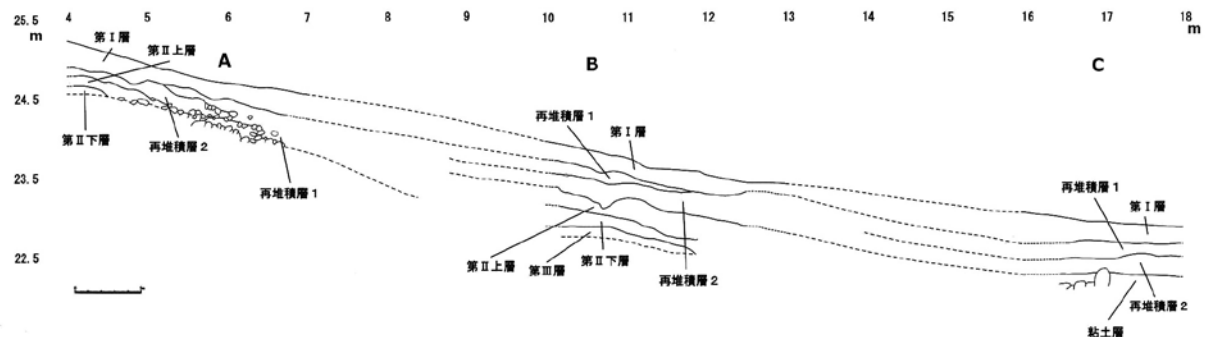 25.5 4 5 6 7 8 9 10 11 12 13 14 15 16 17 18
m m
第Ⅰ層
第Ⅱ上層
A
B
C
24.5
再堆積層1
第Ⅰ層
第Ⅱ下層
再堆積層2
再堆積層1
23.5
再堆積層1
第Ⅰ層
22.5
第Ⅱ上層
第Ⅲ層
第Ⅱ下層
再堆積層2
再堆積層2
粘土層